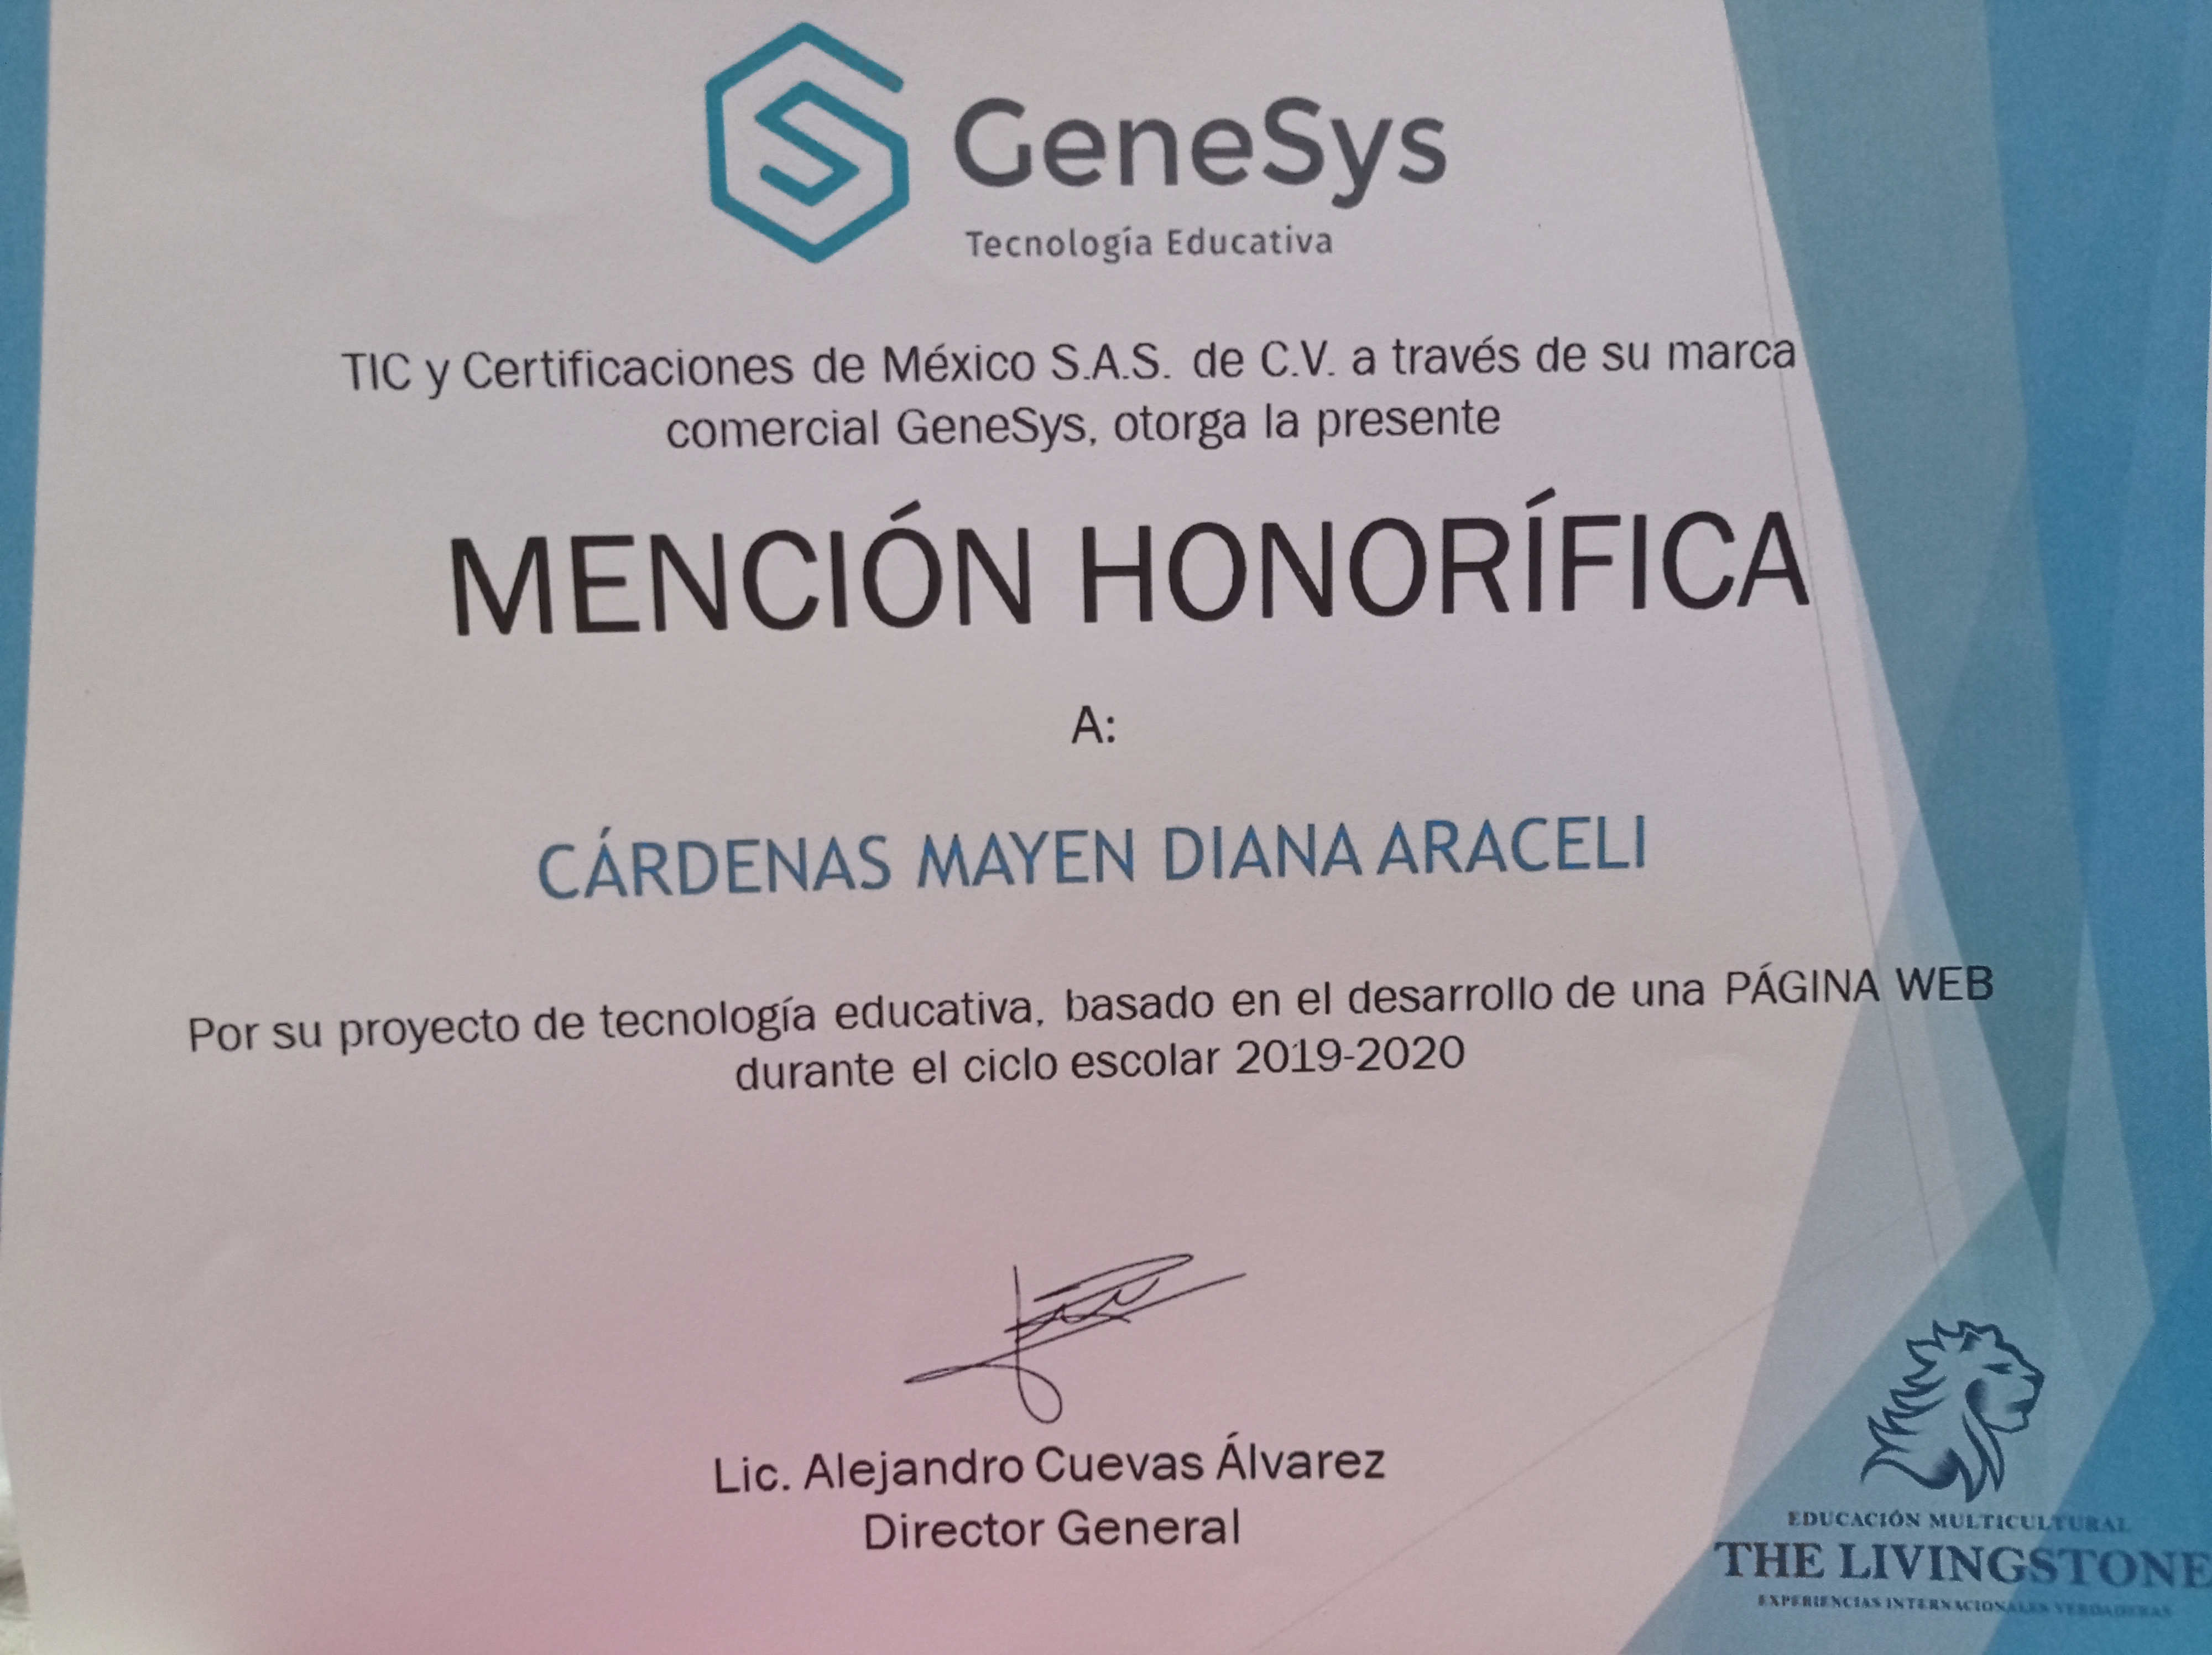 GeneSys
Tecnología Educativa
TIC y Certificaciones de México S.A.S. de C.V. a través de su marca
comercial GeneSys, otorga la presente
MENCIÓN HONORÍFICA
A:
CÁRDENAS MAYEN DIANA ARACELI
Por su proyecto de tecnología educativa, basado en el desarrollo de una PÁGINA WEB
durante el ciclo escolar 2019-2020
Lic. Alejandro Cuevas Álvarez
Director General
EDUCACIÓN MULTICULTURAL
THE LIVINGSTONE
EXPERIENCIAS INTERNACIONALES VERDADERAS